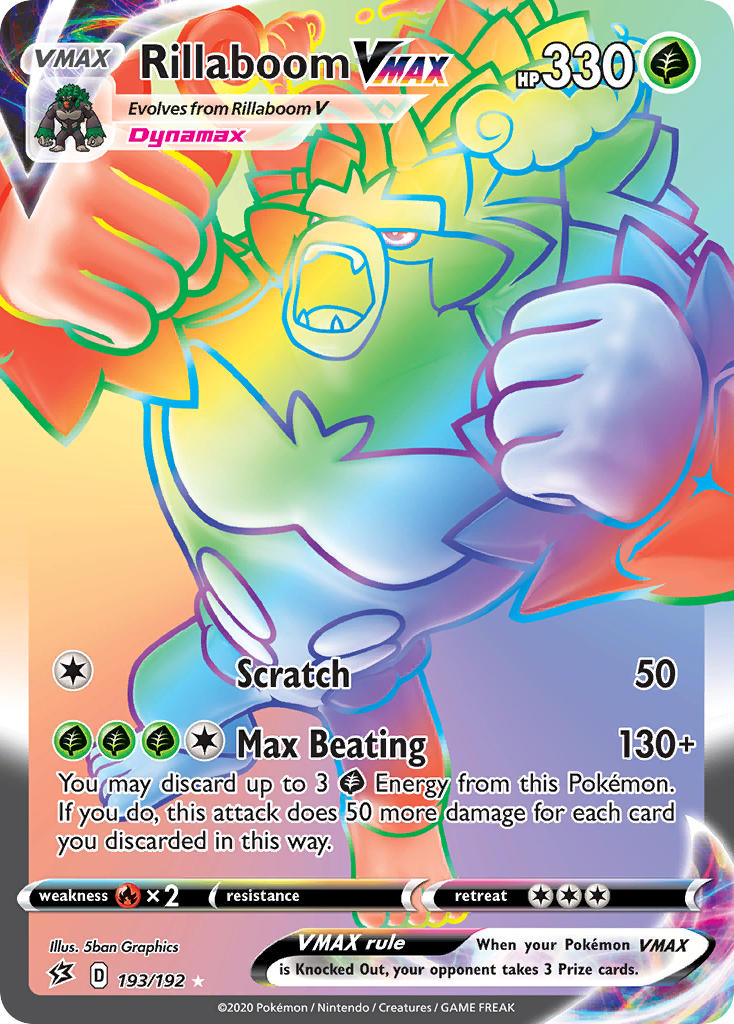 VMAX
Rillaboom VMAX HP 330
Evolves from Rillaboom V
Dynamax
Scratch 50
Max Beating 130+
You may discard up to 3 Energy from this Pokémon.
If you do, this attack does 50 more damage for each card
you discarded in this way.
weakness ×2 resistance retreat
Illus. 5ban Graphics
VMAX rule When your Pokémon VMAX
is Knocked Out, your opponent takes 3 Prize cards.
D 193/192
©2020 Pokémon / Nintendo / Creatures / GAME FREAK